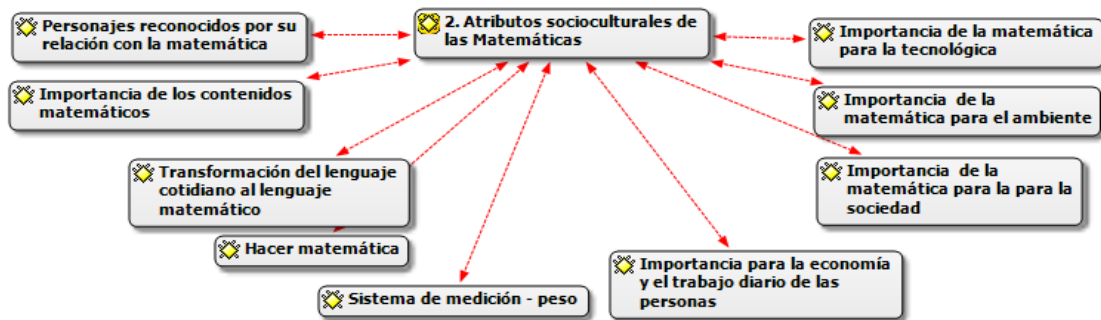 Personajes reconocidos por su
relación con la matemática
2. Atributos socioculturales de
las Matemáticas
Importancia de la matemática
para la tecnológica
Importancia de los contenidos
matemáticos
Importancia de la
matemática para el ambiente
Transformación del lenguaje
cotidiano al lenguaje
matemático
Importancia de la
matemática para la para la
sociedad
Hacer matemática
Importancia para la economía
y el trabajo diario de las
personas
Sistema de medición - peso